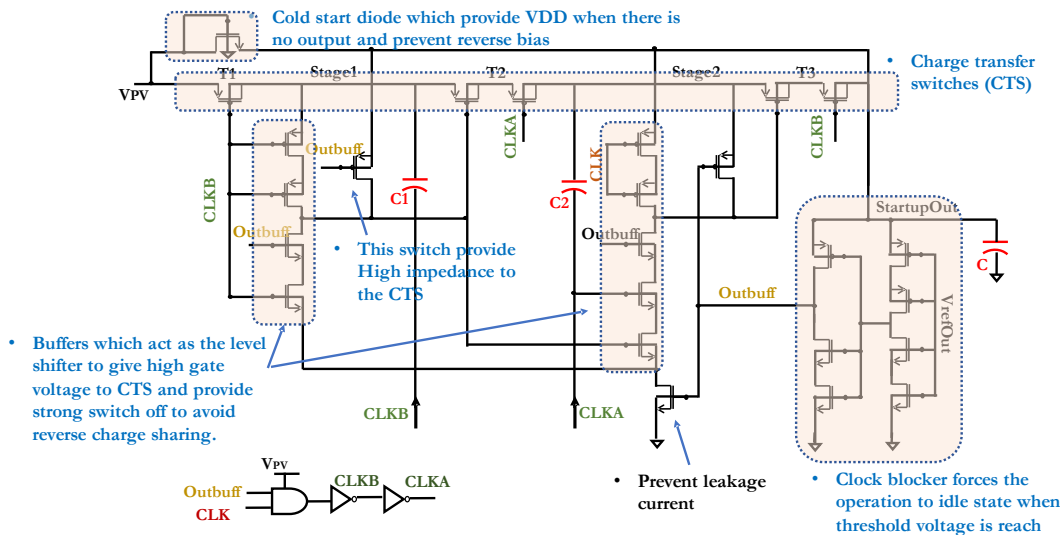 Cold start diode which provide VDD when there is
no output and prevent reverse bias
Charge transfer
switches (CTS)
T1
Stage1
T2
Stage2
T3
VPV
CLKA
CLKB
CLKB
Outbuff
CLK
C1
C2
Outbuff
Outbuff
This switch provide
High impedance to
the CTS
StartupOut
C
VrefOut
Outbuff
Buffers which act as the level
shifter to give high gate
voltage to CTS and provide
strong switch off to avoid
reverse charge sharing.
CLKB
CLKA
VPV
Outbuff
CLK
CLKB
CLKA
Prevent leakage
current
Clock blocker forces the
operation to idle state when
threshold voltage is reach